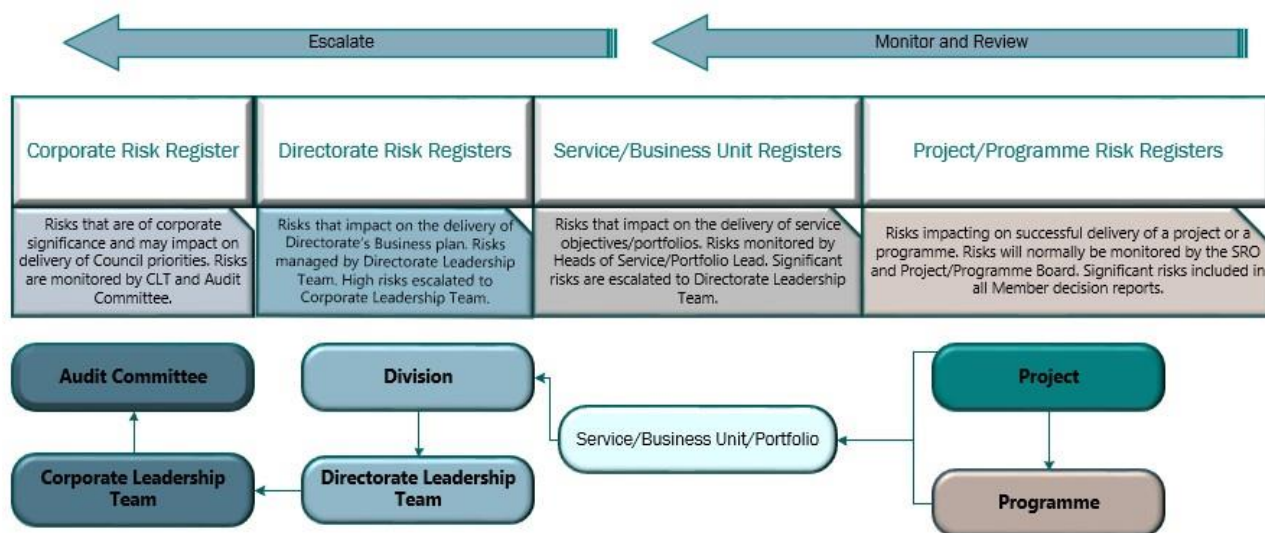 Escalate
Monitor and Review
Corporate Risk Register
Directorate Risk Registers
Service/Business Unit Registers
Project/Programme Risk Registers
Risks that are of corporate
significance and may impact on
delivery of Council priorities. Risks
are monitored by CLT and Audit
Committee.
Risks that impact on the delivery of
Directorate's Business plan. Risks
managed by Directorate Leadership
Team. High risks escalated to
Corporate Leadership Team.
Risks that impact on the delivery of service
objectives/portfolios. Risks monitored by
Heads of Service/Portfolio Lead. Significant
risks are escalated to Directorate Leadership
Team.
Risks impacting on successful delivery of a project or a
programme. Risks will normally be monitored by the SRO
and Project/Programme Board. Significant risks included in
all Member decision reports.
Audit Committee
Division
Project
Service/Business Unit/Portfolio
Corporate Leadership
Team
Directorate Leadership
Team
Programme